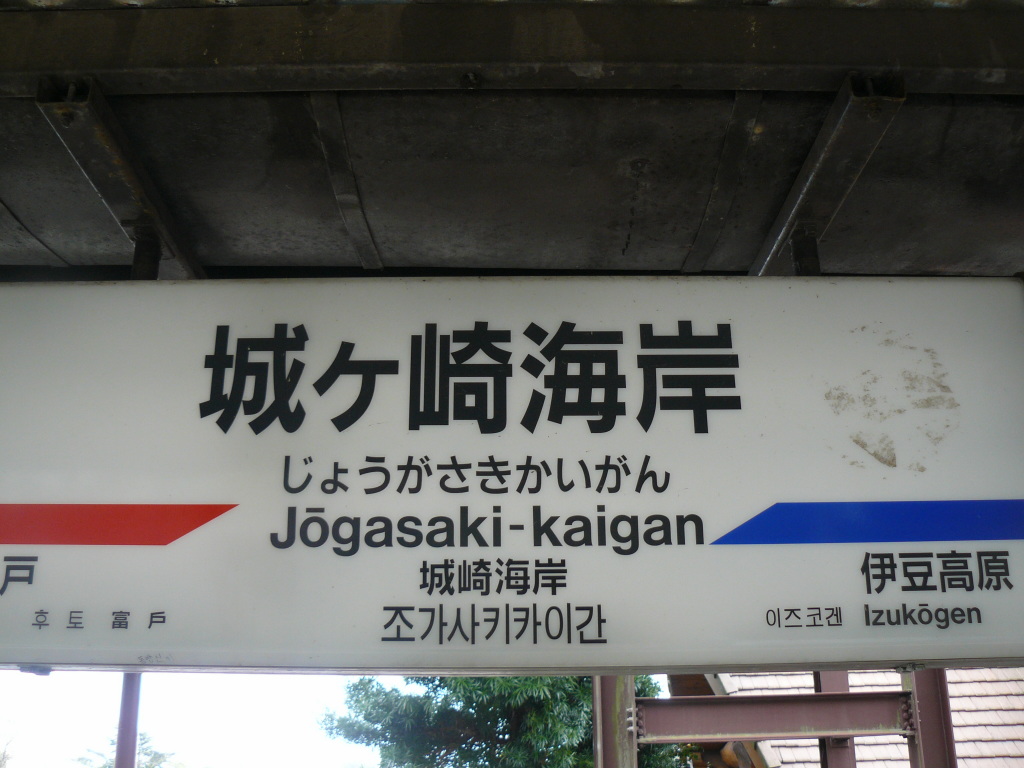 城ヶ崎海岸
じょうがさきかいがん
Jōgasaki-kaigan
城崎海岸
조가사키카이간
戸
후토 富戶
伊豆高原
이즈코겐 Izukōgen